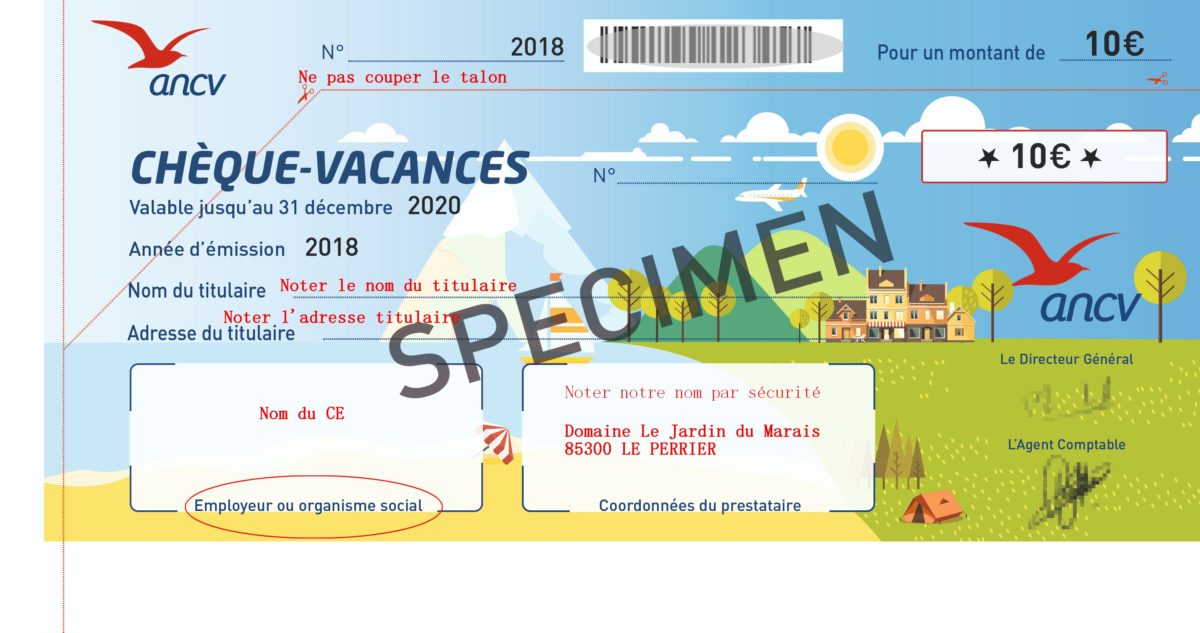 ancv
N° 2018
Pour un montant de 10€
Ne pas couper le talon
CHÈQUE-VACANCES
N°
10€
Valable jusqu'au 31 décembre 2020
Année d'émission 2018
Nom du titulaire Noter le nom du titulaire
Noter l'adresse titulaire
Adresse du titulaire
SPECIMEN
ancv
Le Directeur Général
Nom du CE
Employeur ou organisme social
Noter notre nom par sécurité
Domaine Le Jardin du Marais
85300 LE PERRIER
Coordonnées du prestataire
L'Agent Comptable